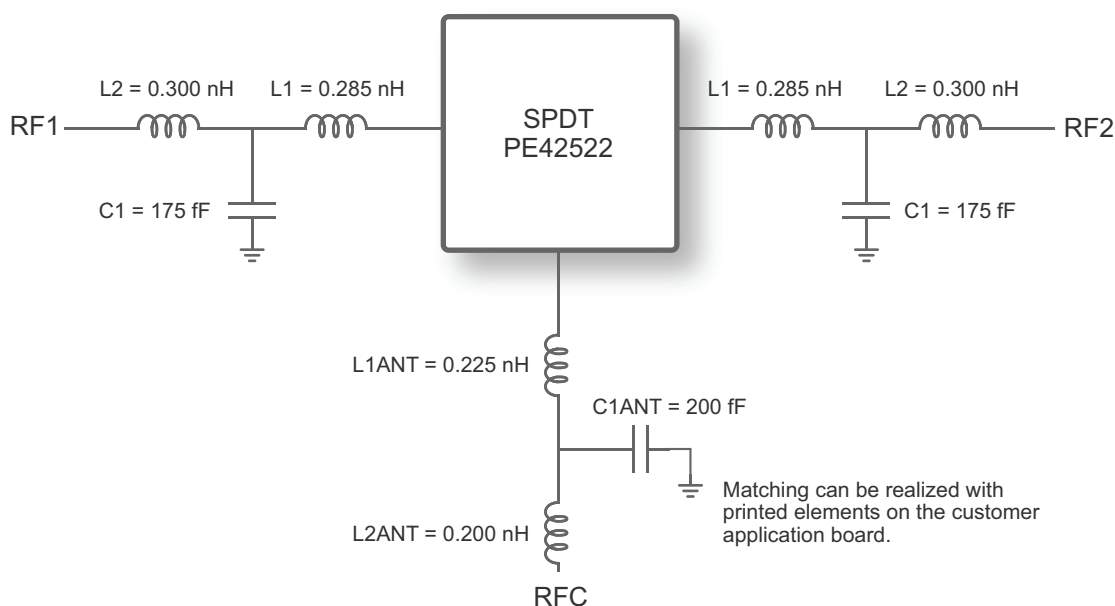 L2 = 0.300 nH
L1 = 0.285 nH
L1 = 0.285 nH
L2 = 0.300 nH
RF1
SPDT
PE42522
RF2
C1 = 175 fF
C1 = 175 fF
L1ANT = 0.225 nH
C1ANT = 200 fF
Matching can be realized with
printed elements on the customer
application board.
L2ANT = 0.200 nH
RFC